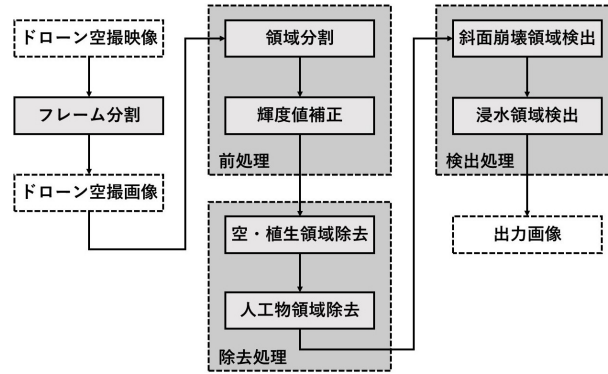 ドローン空撮映像
フレーム分割
ドローン空撮画像
領域分割
輝度値補正
前処理
空・植生領域除去
人工物領域除去
除去処理
斜面崩壊領域検出
浸水領域検出
検出処理
出力画像